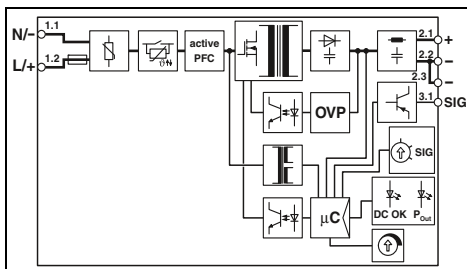 N/– 1.1
L/+ 1.2
ϑ
active
PFC
2.1 +
2.2 –
2.3 –
3.1 SIG
OVP
SIG
µC
DC OK P_Out